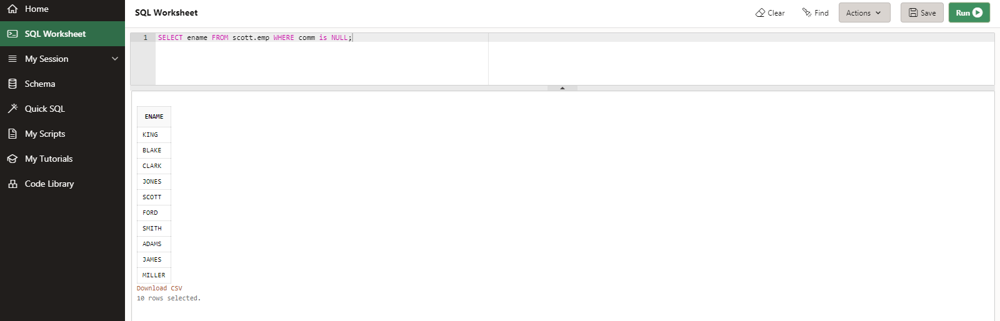 Home
SQL Worksheet
My Session
Schema
Quick SQL
My Scripts
My Tutorials
Code Library
SQL Worksheet
Clear
Find
Actions
Save
Run
1 SELECT ename FROM scott.emp WHERE comm is NULL;
ENAME
KING
BLAKE
CLARK
JONES
SCOTT
FORD
SMITH
ADAMS
JAMES
MILLER
Download CSV
10 rows selected.